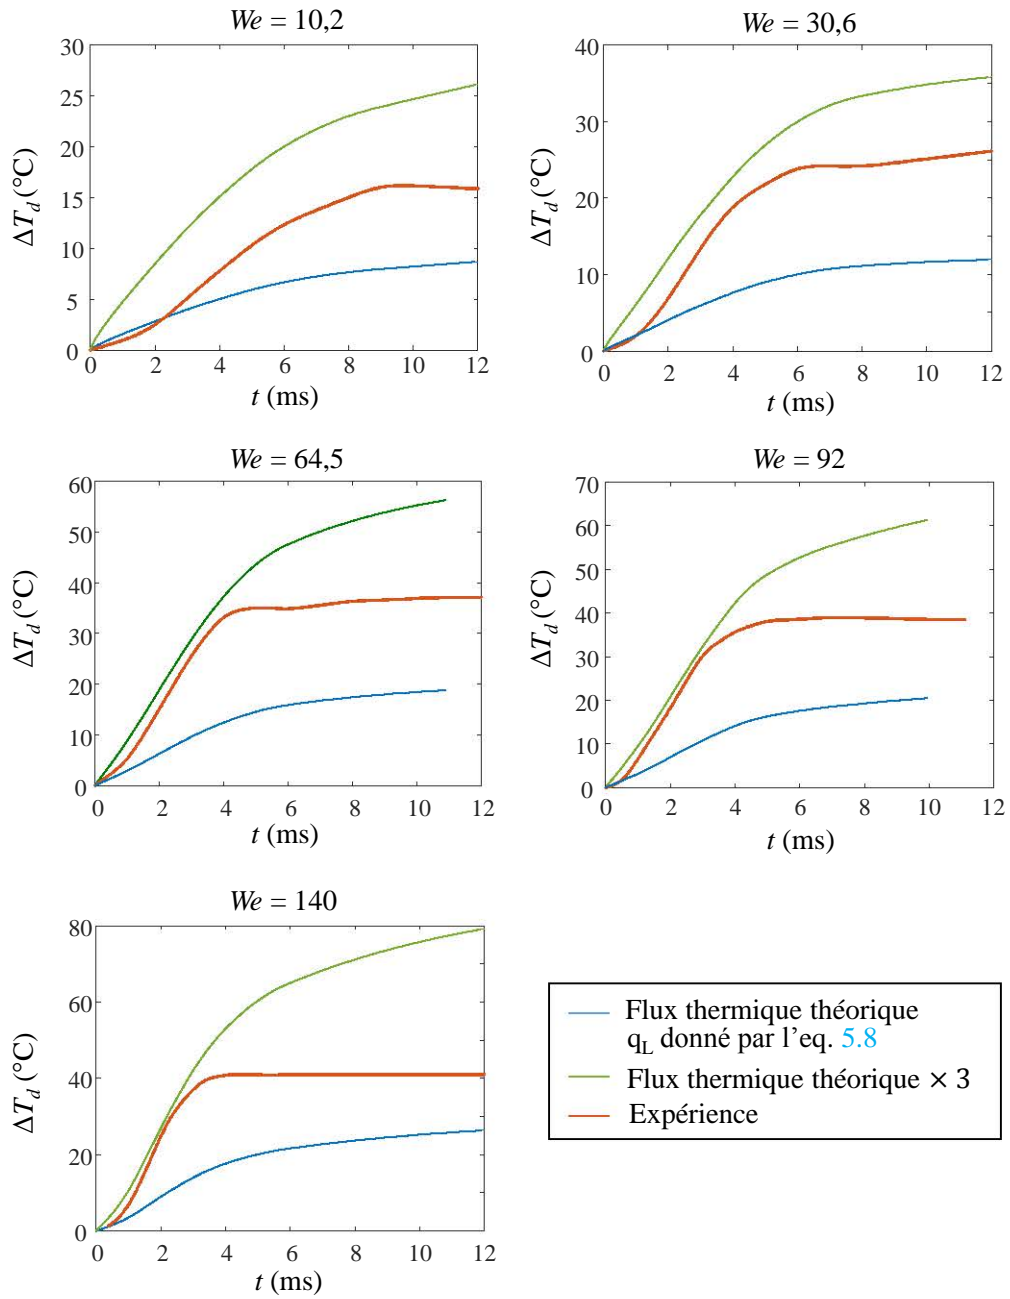 We = 10,2
30
25
20
15
10
5
0
0 2 4 6 8 10 12
ΔT_d (°C)
t (ms)
We = 30,6
40
30
20
10
0
0 2 4 6 8 10 12
ΔT_d (°C)
t (ms)
We = 64,5
60
50
40
30
20
10
0
0 2 4 6 8 10 12
ΔT_d (°C)
t (ms)
We = 92
70
60
50
40
30
20
10
0
0 2 4 6 8 10 12
ΔT_d (°C)
t (ms)
We = 140
80
60
40
20
0
0 2 4 6 8 10 12
ΔT_d (°C)
t (ms)
Flux thermique théorique
q_L donné par l'eq. 5.8
Flux thermique théorique × 3
Expérience